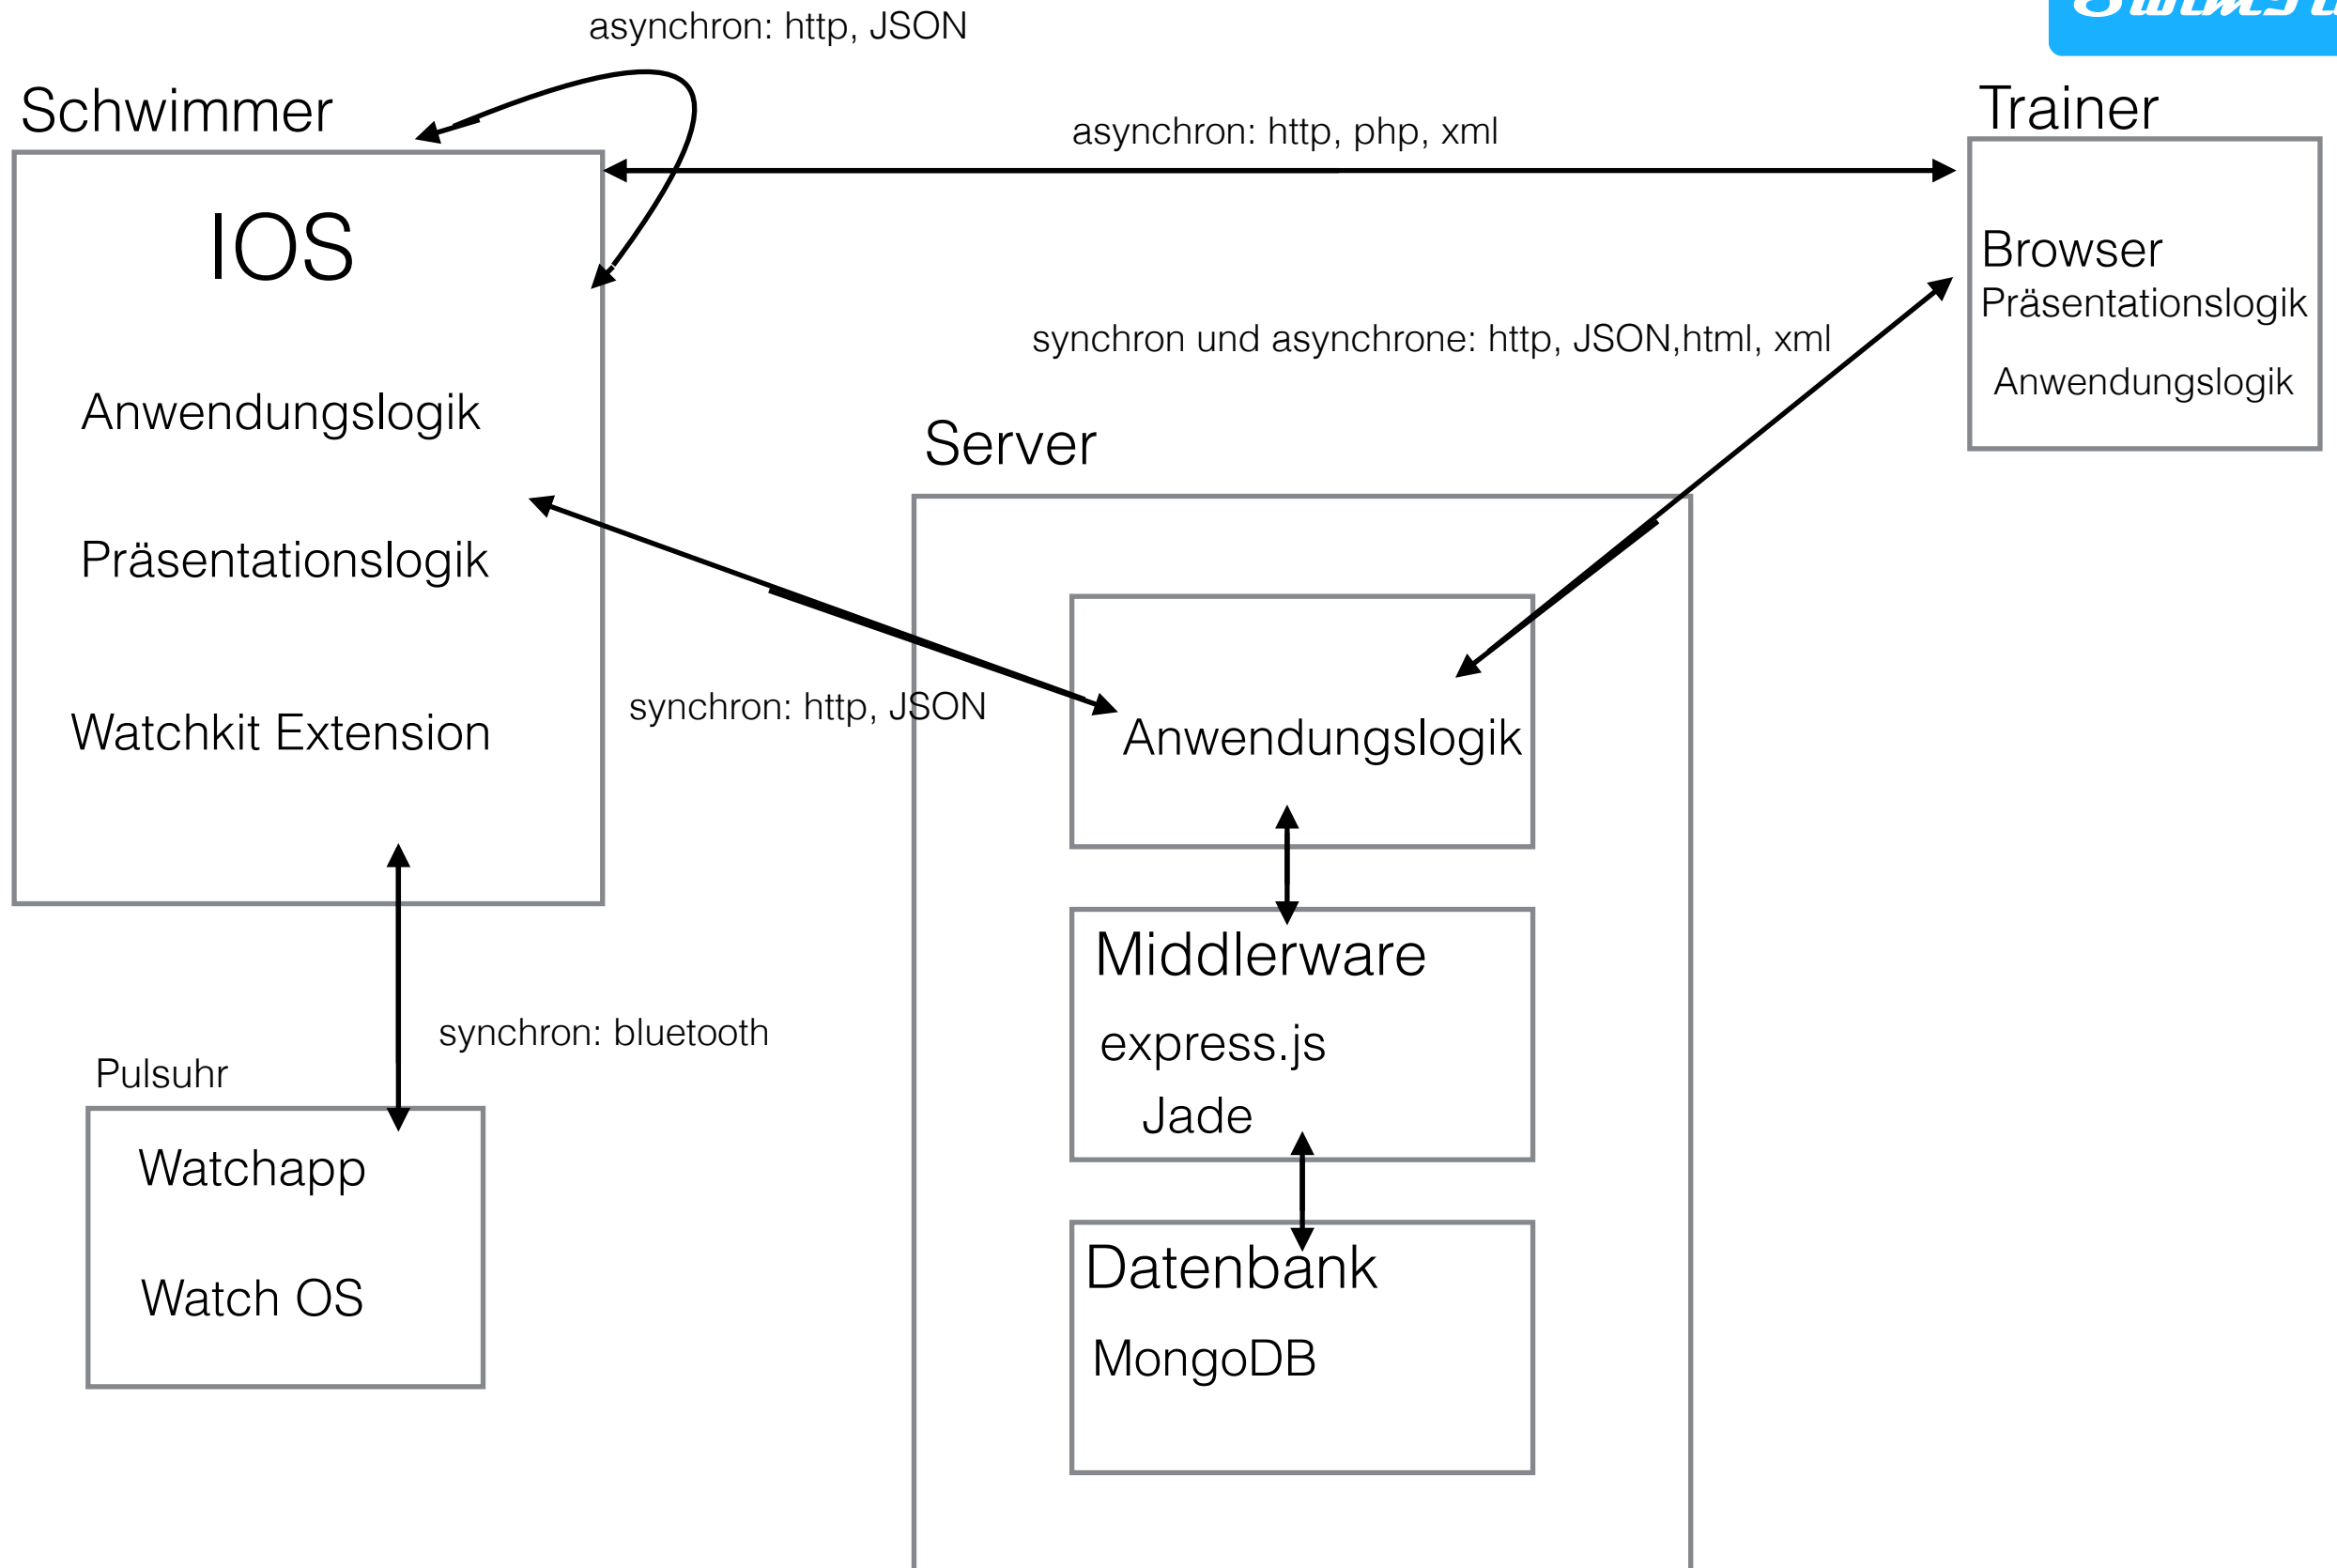 asynchron: http, JSON
Schwimmer
Trainer
asynchron: http, php, xml
IOS
Browser
Präsentationslogik
Anwendungslogik
synchron und asynchrone: http, JSON,html, xml
Anwendungslogik
Server
Präsentationslogik
synchron: http, JSON
Watchkit Extension
Anwendungslogik
Middlerware
express.js
Jade
synchron: bluetooth
Pulsuhr
Watchapp
Watch OS
Datenbank
MongoDB